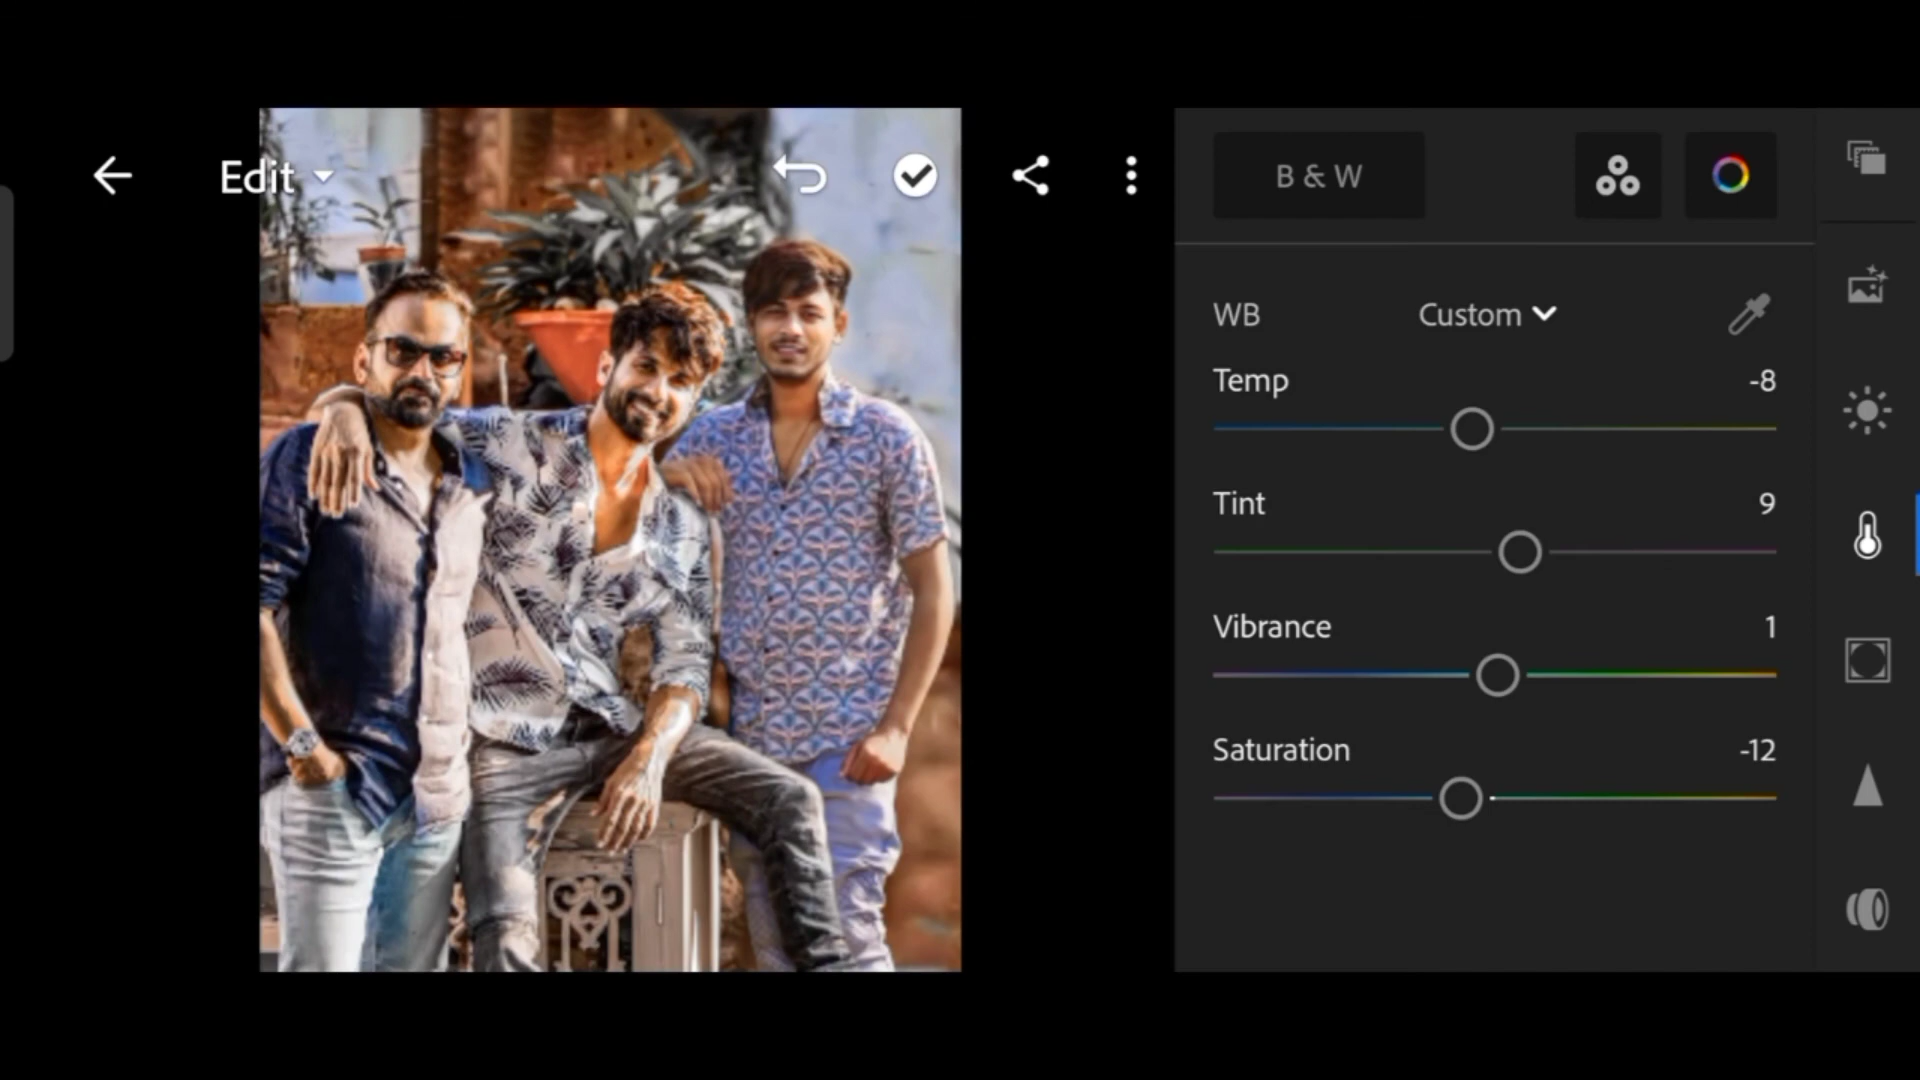 Edit
B & W
WB Custom
Temp -8
Tint 9
Vibrance 1
Saturation -12